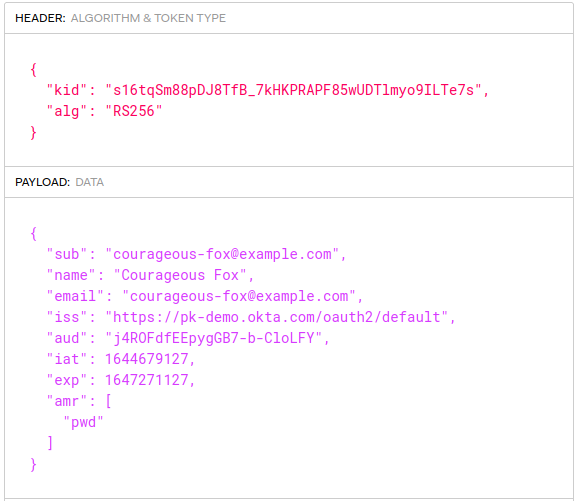 HEADER: ALGORITHM & TOKEN TYPE
{
"kid": "s16tqSm88pDJ8TfB_7kHKPRAPF85wUDTlmyo9ILTe7s",
"alg": "RS256"
}
PAYLOAD: DATA
{
"sub": "courageous-fox@example.com",
"name": "Courageous Fox",
"email": "courageous-fox@example.com",
"iss": "https://pk-demo.okta.com/oauth2/default",
"aud": "j4ROFdfEEpygGB7-b-CloLFY",
"iat": 1644679127,
"exp": 1647271127,
"amr": [
"pwd"
]
}